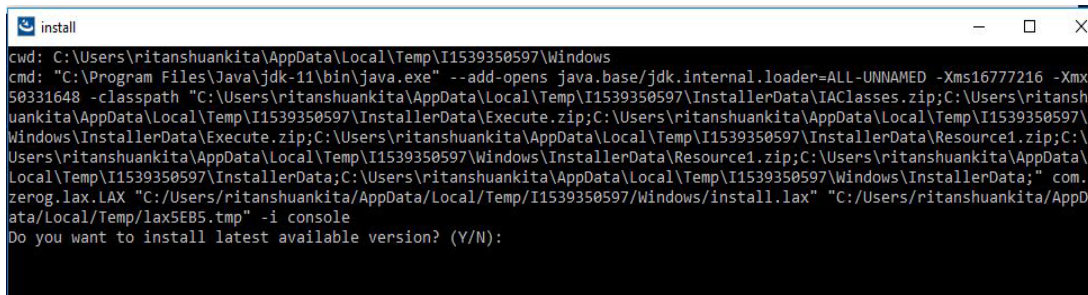 install
cwd: C:\Users\ritanshuankita\AppData\Local\Temp\I1539350597\Windows
cmd: "C:\Program Files\Java\jdk-11\bin\java.exe" --add-opens java.base/jdk.internal.loader=ALL-UNNAMED -Xms16777216 -Xmx
50331648 -classpath "C:\Users\ritanshuankita\AppData\Local\Temp\I1539350597\InstallerData\IAClasses.zip;C:\Users\ritansh
uankita\AppData\Local\Temp\I1539350597\InstallerData\Execute.zip;C:\Users\ritanshuankita\AppData\Local\Temp\I1539350597\
Windows\InstallerData\Execute.zip;C:\Users\ritanshuankita\AppData\Local\Temp\I1539350597\InstallerData\Resource1.zip;C:\
Users\ritanshuankita\AppData\Local\Temp\I1539350597\Windows\InstallerData\Resource1.zip;C:\Users\ritanshuankita\AppData\
Local\Temp\I1539350597\InstallerData;C:\Users\ritanshuankita\AppData\Local\Temp\I1539350597\Windows\InstallerData;" com.
zerog.lax.LAX "C:/Users/ritanshuankita/AppData/Local/Temp/I1539350597/Windows/install.lax" "C:/Users/ritanshuankita/AppD
ata/Local/Temp/lax5EB5.tmp" -i console
Do you want to install latest available version? (Y/N):